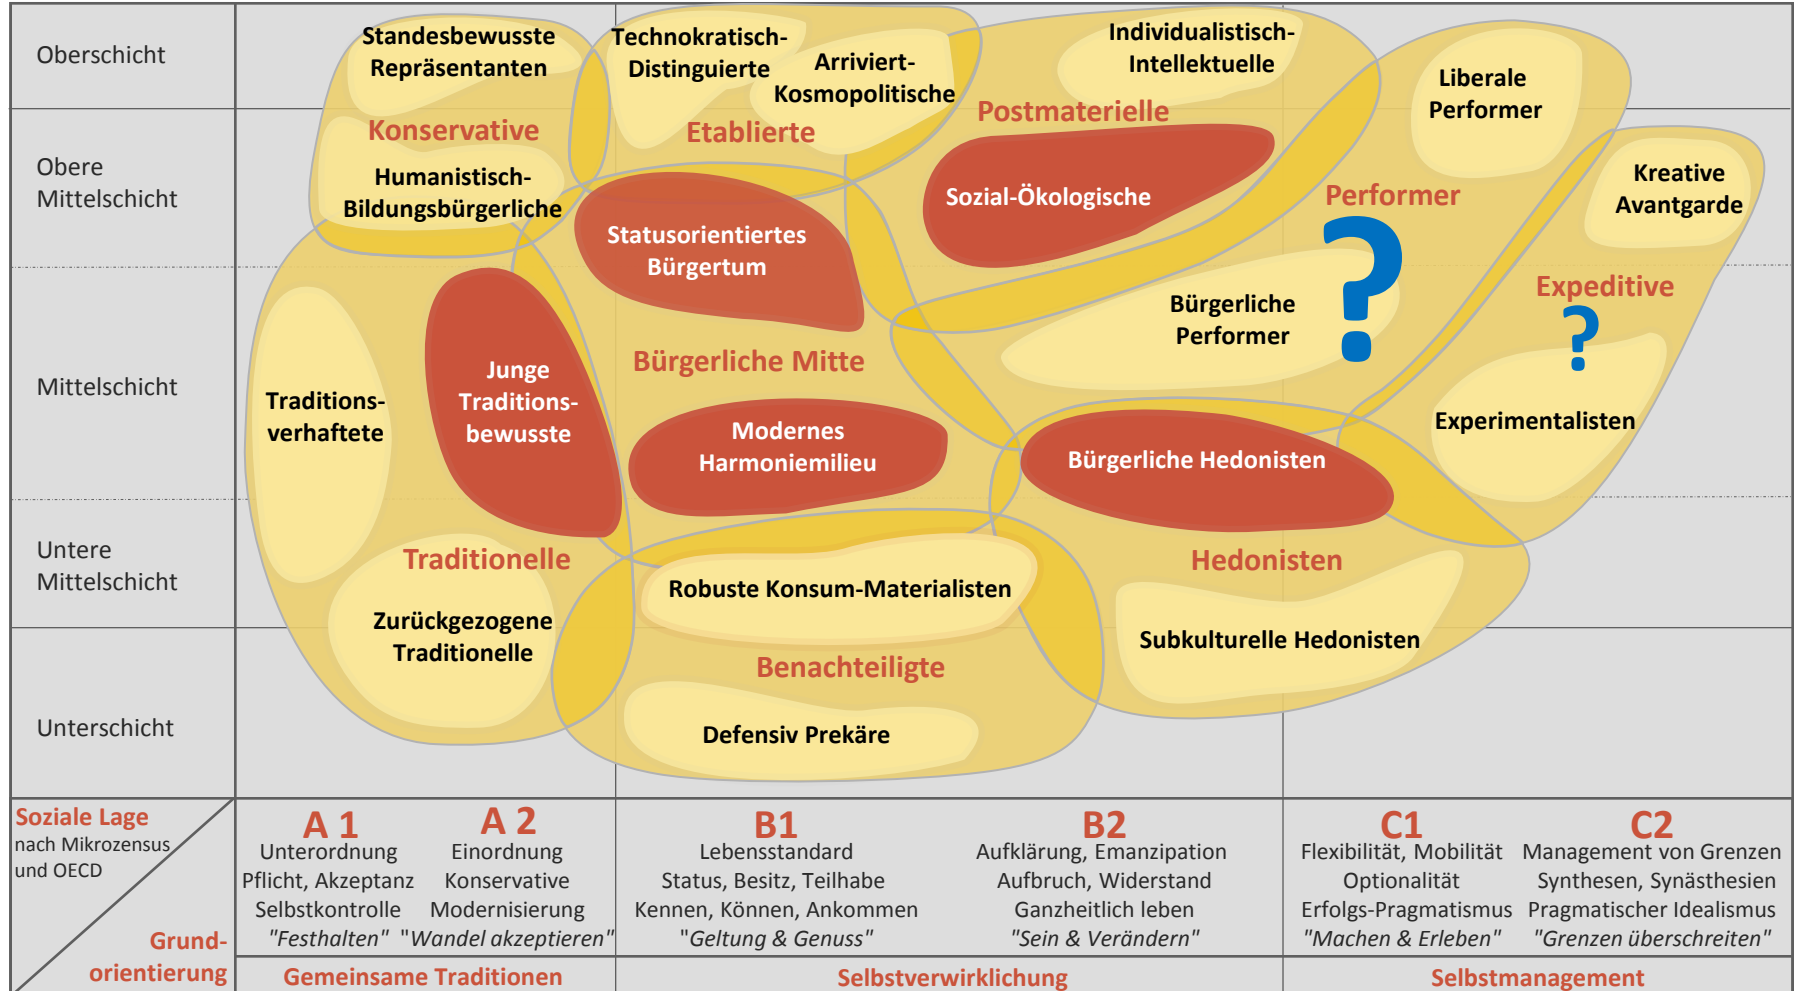 Oberschicht
Obere
Mittelschicht
Mittelschicht
Untere
Mittelschicht
Unterschicht
Standesbewusste
Repräsentanten
Konservative
Humanistisch-
Bildungsbürgerliche
Technokratisch-
Distinguierte
Arriviert-
Kosmopolitische
Etablierte
Individualistisch-
Intellektuelle
Postmaterielle
Sozial-Ökologische
Liberale
Performer
Performer
?
Bürgerliche
Performer
Kreative
Avantgarde
Expeditive
?
Experimentalisten
Statusorientiertes
Bürgertum
Bürgerliche Mitte
Modernes
Harmoniemilieu
Junge
Traditions-
bewusste
Traditions-
verhaftete
Traditionelle
Zurückgezogene
Traditionelle
Bürgerliche Hedonisten
Hedonisten
Subkulturelle Hedonisten
Robuste Konsum-Materialisten
Benachteiligte
Defensiv Prekäre
Soziale Lage
nach Mikrozensus
und OECD
Grund-
orientierung
A 1
Unterordnung
Pflicht, Akzeptanz
Selbstkontrolle
"Festhalten"
A 2
Einordnung
Konservative
Modernisierung
"Wandel akzeptieren"
B1
Lebensstandard
Status, Besitz, Teilhabe
Kennen, Können, Ankommen
"Geltung & Genuss"
B2
Aufklärung, Emanzipation
Aufbruch, Widerstand
Ganzheitlich leben
"Sein & Verändern"
C1
Flexibilität, Mobilität
Optionalität
Erfolgs-Pragmatismus
"Machen & Erleben"
C2
Management von Grenzen
Synthesen, Synästhesien
Pragmatischer Idealismus
"Grenzen überschreiten"
Gemeinsame Traditionen
Selbstverwirklichung
Selbstmanagement